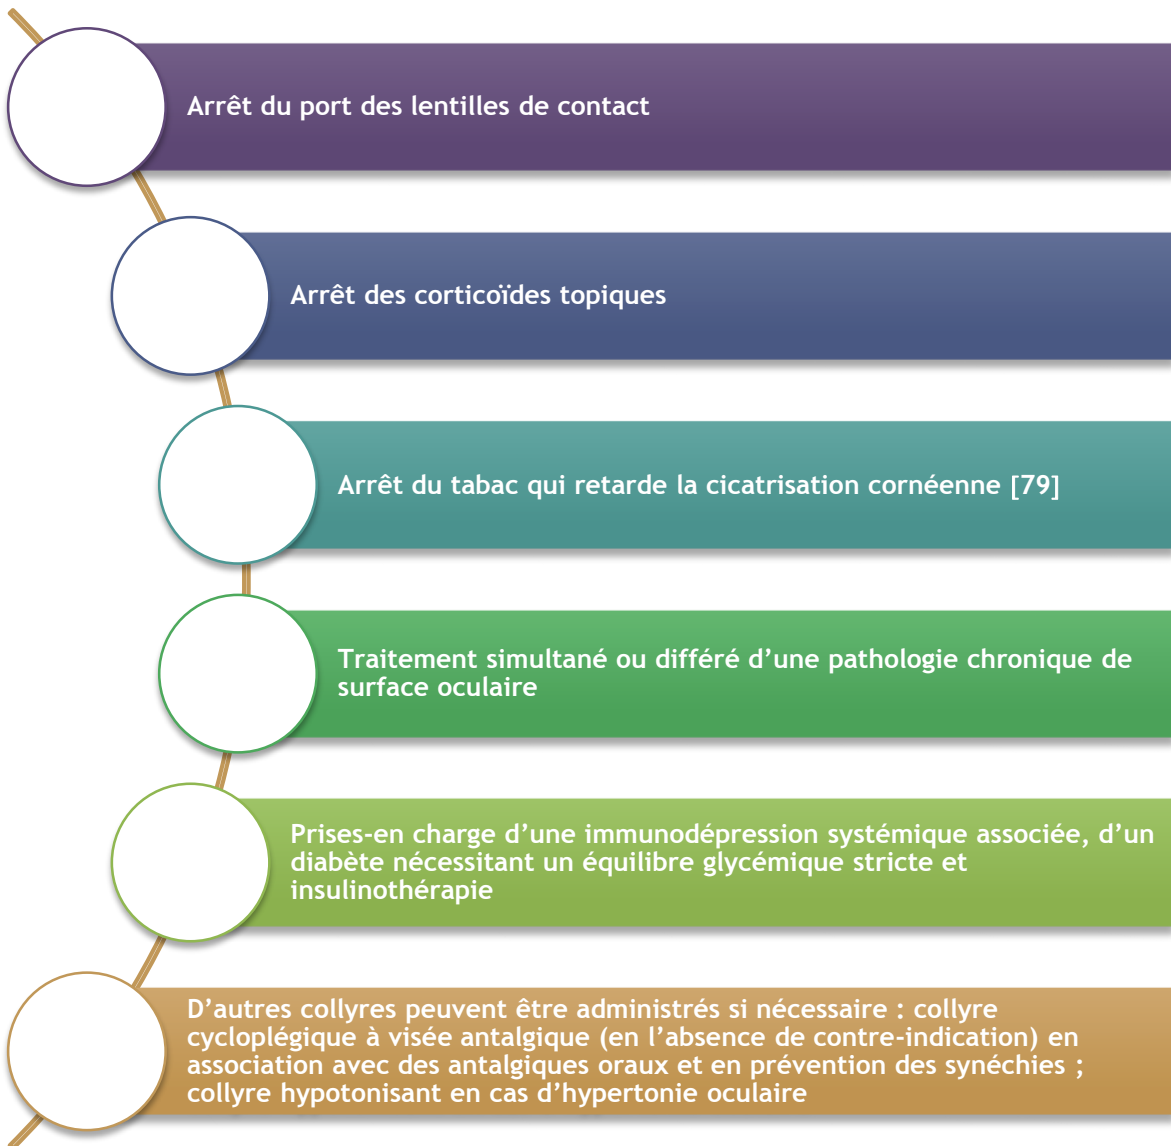 Arrêt du port des lentilles de contact
Arrêt des corticoïdes topiques
Arrêt du tabac qui retarde la cicatrisation cornéenne [79]
Traitement simultané ou différé d’une pathologie chronique de
surface oculaire
Prises-en charge d’une immunodépression systémique associée, d’un
diabète nécessitant un équilibre glycémique stricte et
insulinothérapie
D’autres collyres peuvent être administrés si nécessaire : collyre
cycloplégique à visée antalgique (en l’absence de contre-indication) en
association avec des antalgiques oraux et en prévention des synéchies ;
collyre hypotonisant en cas d’hypertonie oculaire